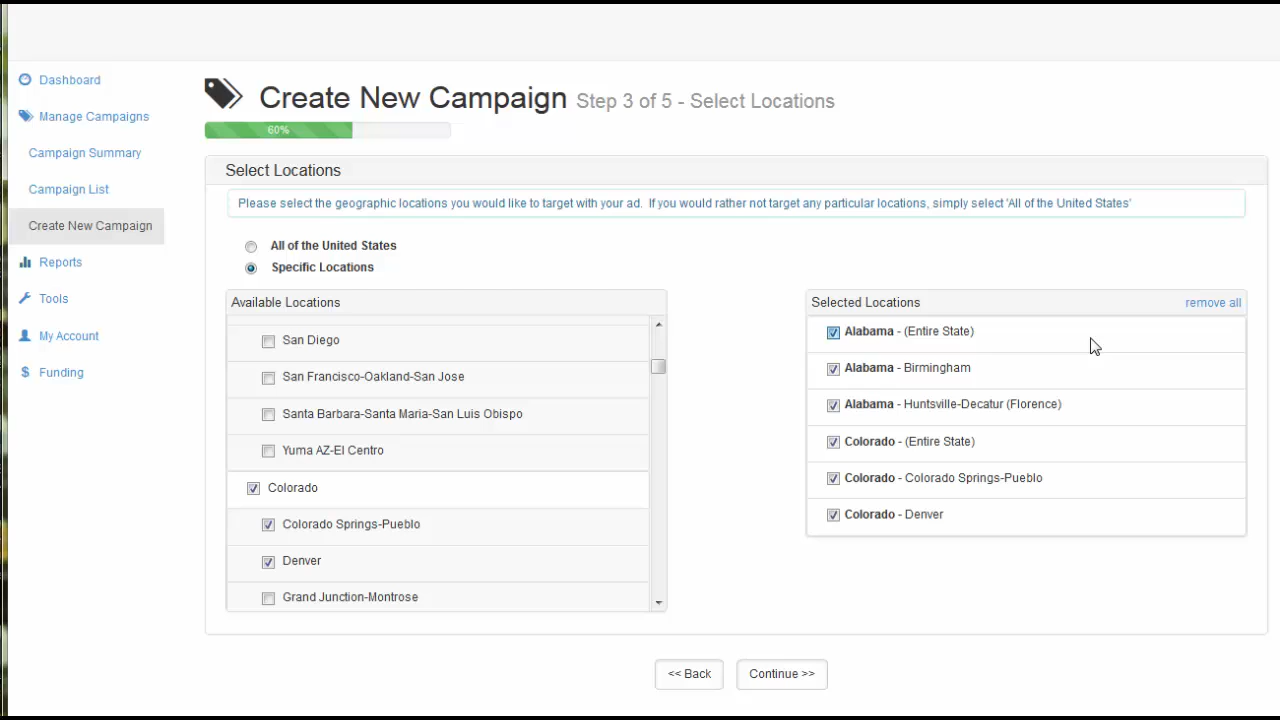 Dashboard
Manage Campaigns
Campaign Summary
Campaign List
Create New Campaign
Reports
Tools
My Account
Funding
Create New Campaign Step 3 of 5 - Select Locations
60%
Select Locations
Please select the geographic locations you would like to target with your ad. If you would rather not target any particular locations, simply select 'All of the United States'
All of the United States
Specific Locations
Available Locations
San Diego
San Francisco-Oakland-San Jose
Santa Barbara-Santa Maria-San Luis Obispo
Yuma AZ-El Centro
Colorado
Colorado Springs-Pueblo
Denver
Grand Junction-Montrose
Selected Locations remove all
Alabama - (Entire State)
Alabama - Birmingham
Alabama - Huntsville-Decatur (Florence)
Colorado - (Entire State)
Colorado - Colorado Springs-Pueblo
Colorado - Denver
<< Back Continue >>